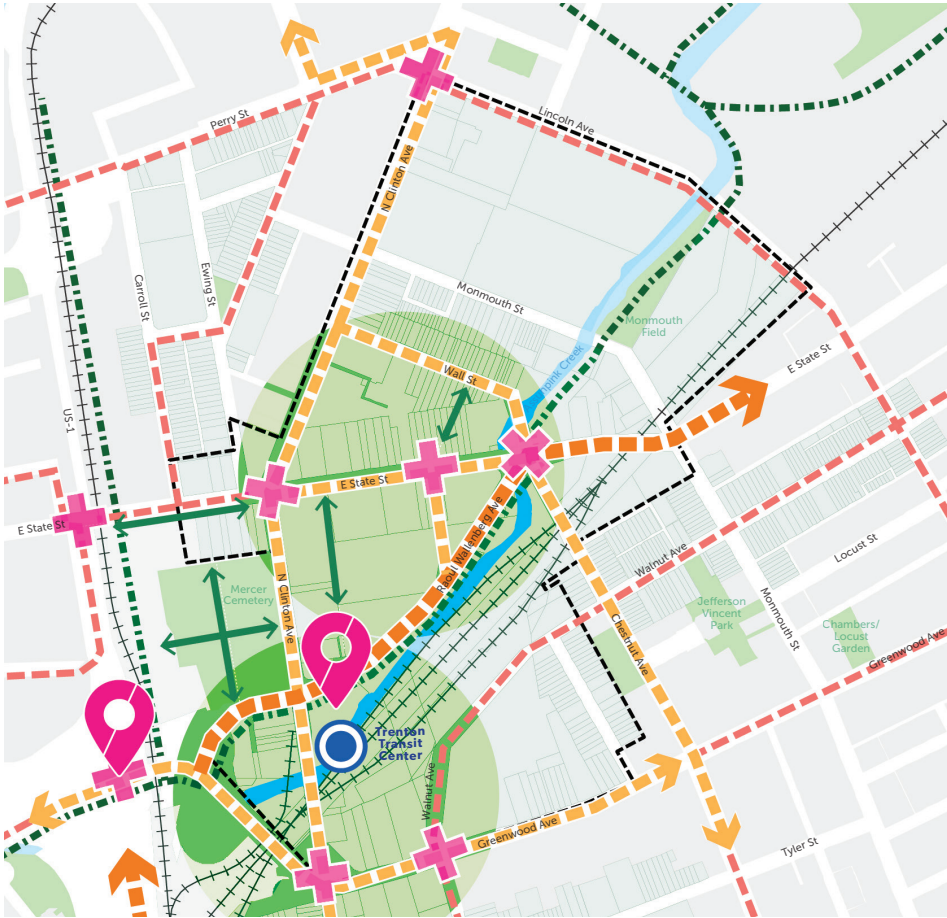 Perry St
Lincoln Ave
N Clinton Ave
Carroll St
Ewing St
Monmouth St
Monmouth
Field
Wall St
Creek
E State St
US-1
E State St
E State St
Raoul Wallenberg Ave
Walnut Ave
Locust St
Mercer
Cemetery
N Clinton Ave
Jefferson
Vincent
Park
Monmouth St
Chambers/
Locust
Garden
Chestnut Ave
Greenwood Ave
Trenton
Transit
Center
Walnut Ave
Greenwood Ave
Tyler St